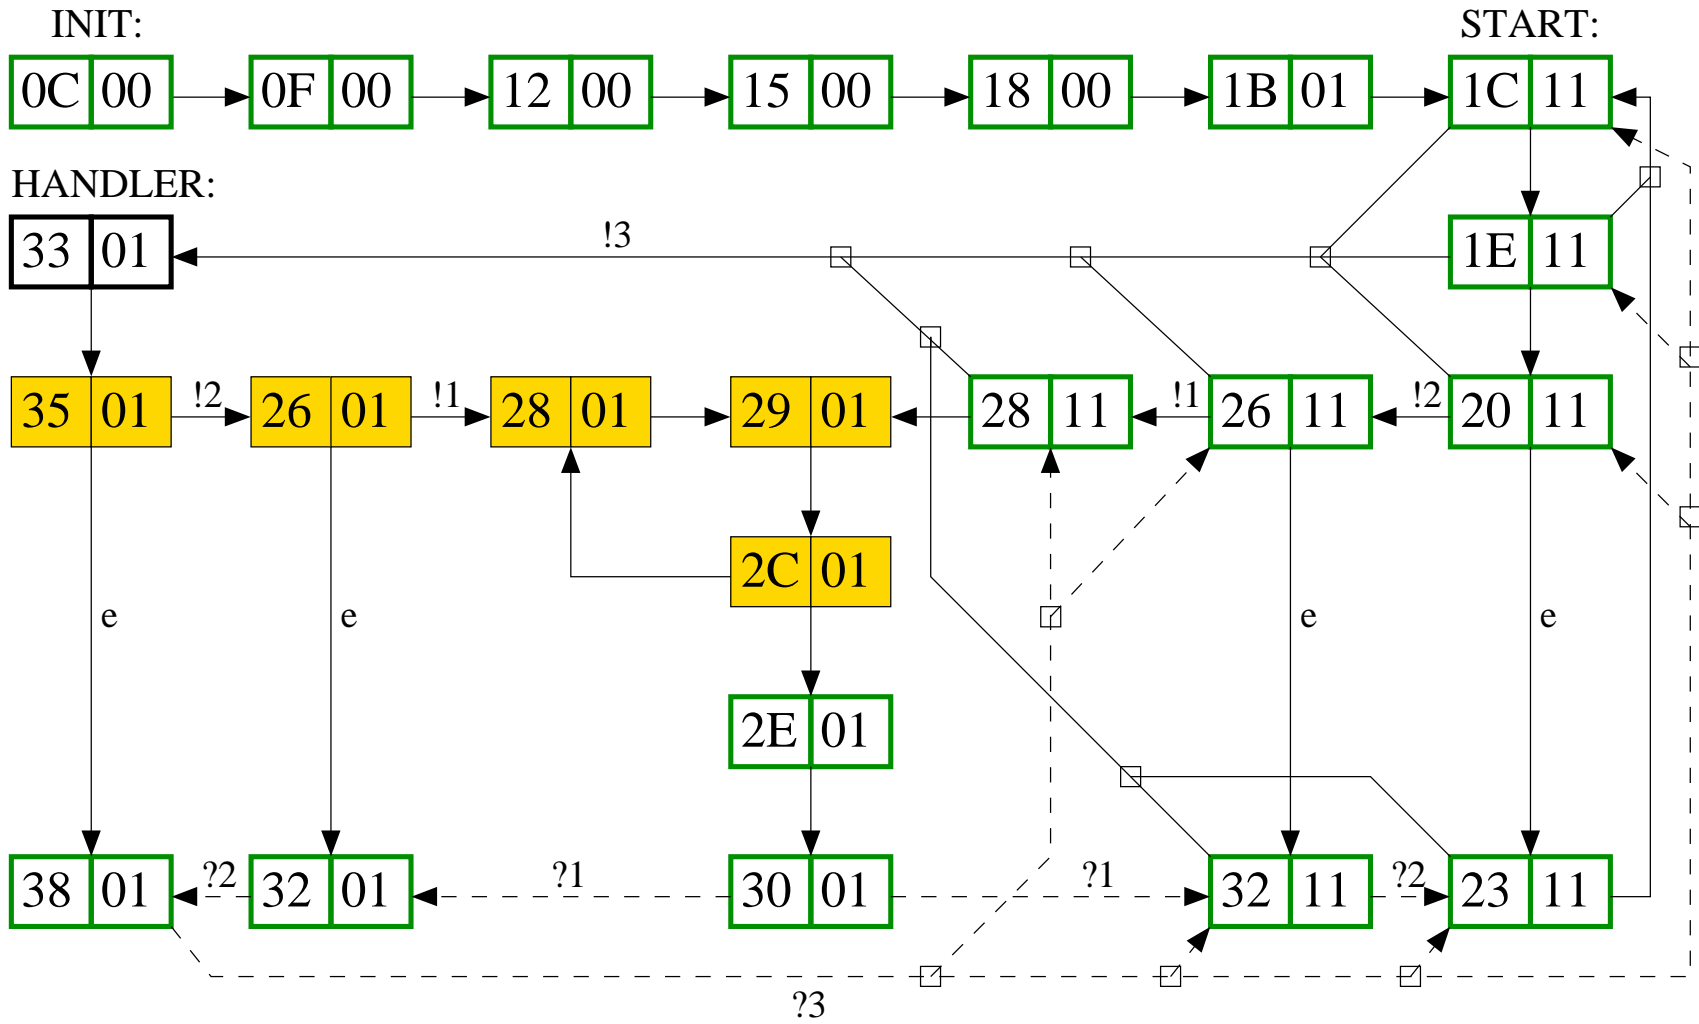 INIT: START:
0C 00 0F 00 12 00 15 00 18 00 1B 01 1C 11
HANDLER:
33 01 !3 1E 11
35 01 !2 26 01 !1 28 01 29 01 28 11 !1 26 11 !2 20 11
2C 01
e e e e
2E 01
38 01 ?2 32 01 ?1 30 01 ?1 32 11 ?2 23 11
?3